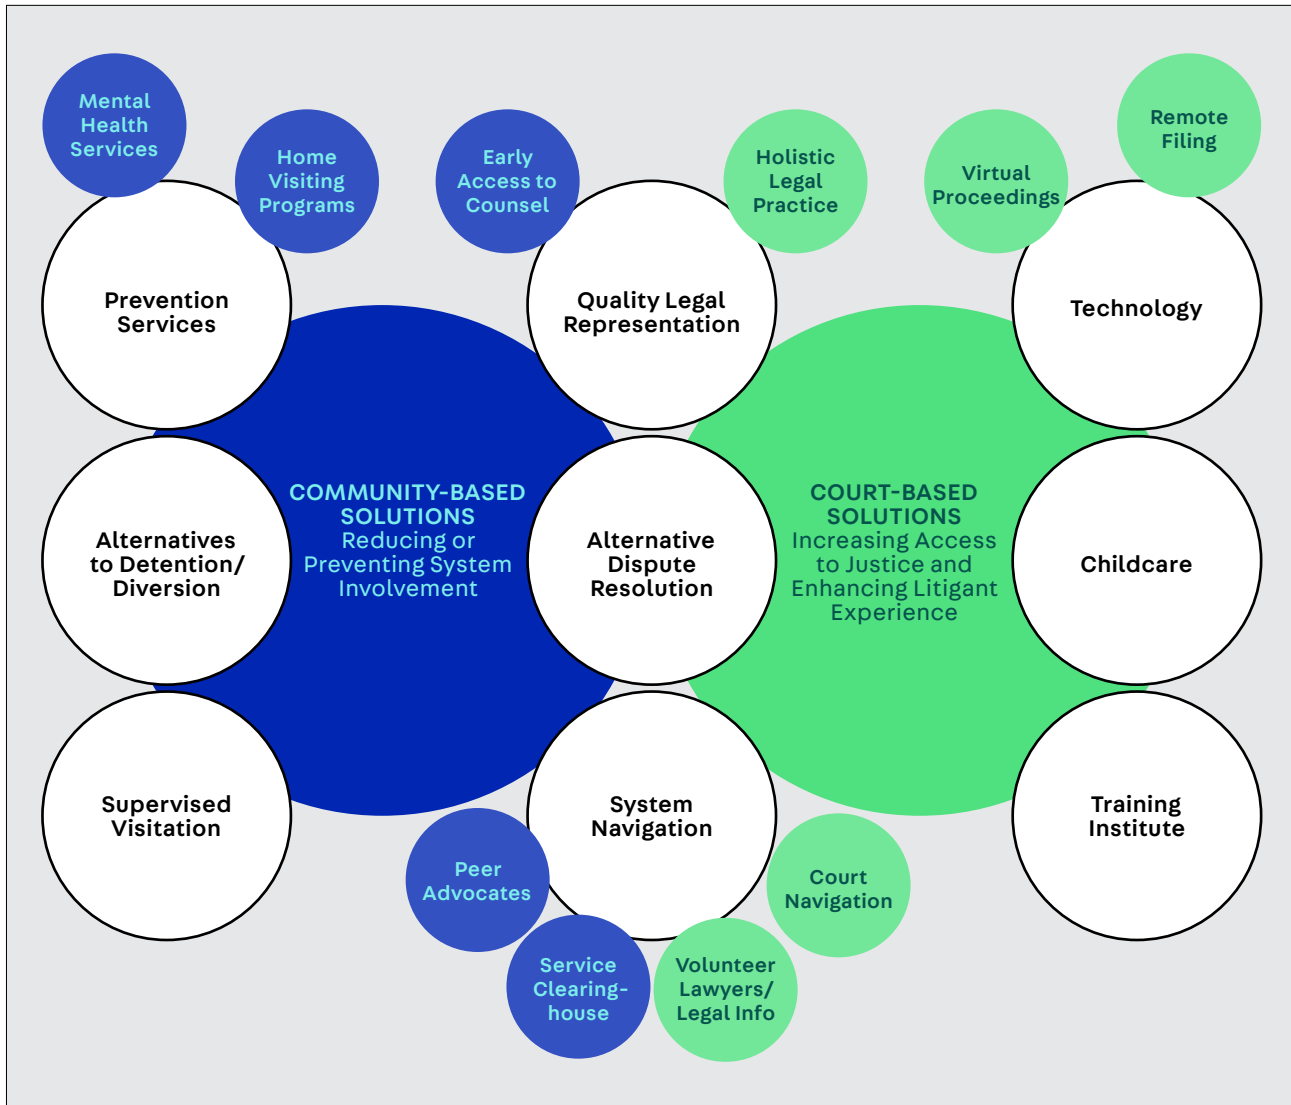 Mental
Health
Services
Home
Visiting
Programs
Early
Access to
Counsel
Holistic
Legal
Practice
Virtual
Proceedings
Remote
Filing
Prevention
Services
Quality Legal
Representation
Technology
COMMUNITY-BASED
SOLUTIONS
Reducing or
Preventing System
Involvement
COURT-BASED
SOLUTIONS
Increasing Access
to Justice and
Enhancing Litigant
Experience
Alternatives
to Detention/
Diversion
Alternative
Dispute
Resolution
Childcare
Supervised
Visitation
System
Navigation
Training
Institute
Peer
Advocates
Court
Navigation
Service
Clearing-
house
Volunteer
Lawyers/
Legal Info